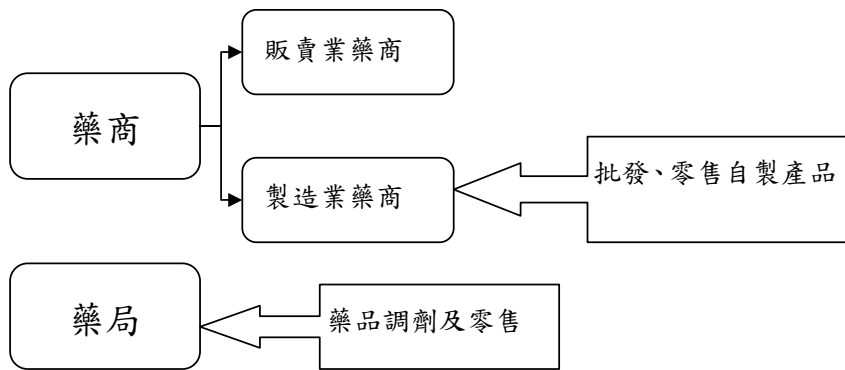 販賣業藥商
藥商
製造業藥商
批發、零售自製產品
藥局
藥品調劑及零售